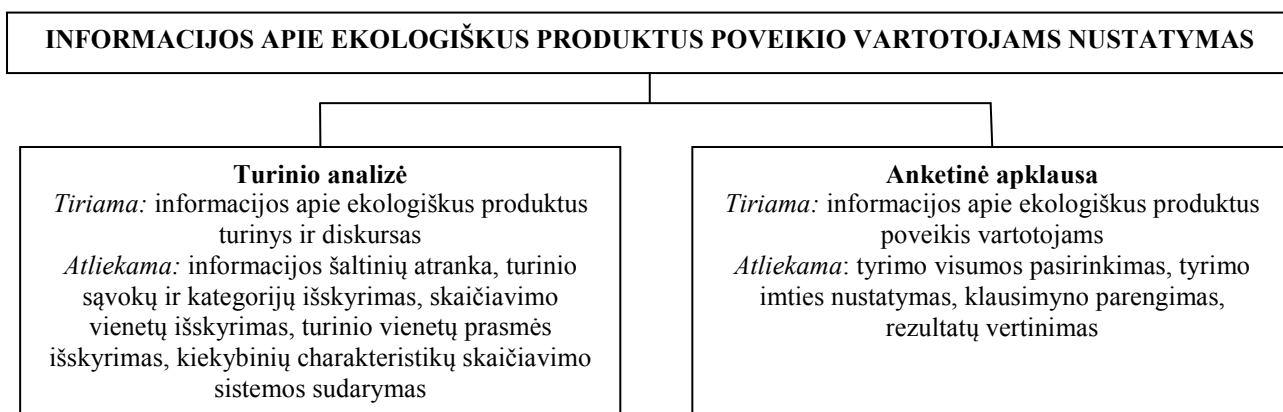 INFORMACIJOS APIE EKOLOGIŠKUS PRODUKTUS POVEIKIO VARTOTOJAMS NUSTATYMAS
Turinio analizė
Tiriama: informacijos apie ekologiškus produktus
turinys ir diskursas
Atliekama: informacijos šaltinių atranka, turinio
sąvokų ir kategorijų išskyrimas, skaičiavimo
vienetų išskyrimas, turinio vienetų prasmės
išskyrimas, kiekybinių charakteristikų skaičiavimo
sistemos sudarymas
Anketinė apklausa
Tiriama: informacijos apie ekologiškus produktus
poveikis vartotojams
Atliekama: tyrimo visumos pasirinkimas, tyrimo
imties nustatymas, klausimyno parengimas,
rezultatų vertinimas